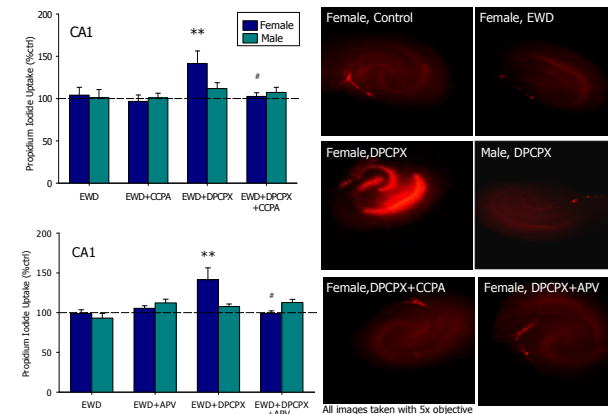 CA1
Female
Male
Propidium Iodide Uptake (%ctrl)
200
150
100
50
0
**
#
EWD
EWD+CCPA
EWD+DPCPX
EWD+DPCPX
+CCPA
CA1
Propidium Iodide Uptake (%ctrl)
200
150
100
50
0
**
#
EWD
EWD+APV
EWD+DPCPX
EWD+DPCPX
+APV
Female, Control
Female, EWD
Female,DPCPX
Male, DPCPX
Female,DPCPX+CCPA
Female, DPCPX+APV
All images taken with 5x objective